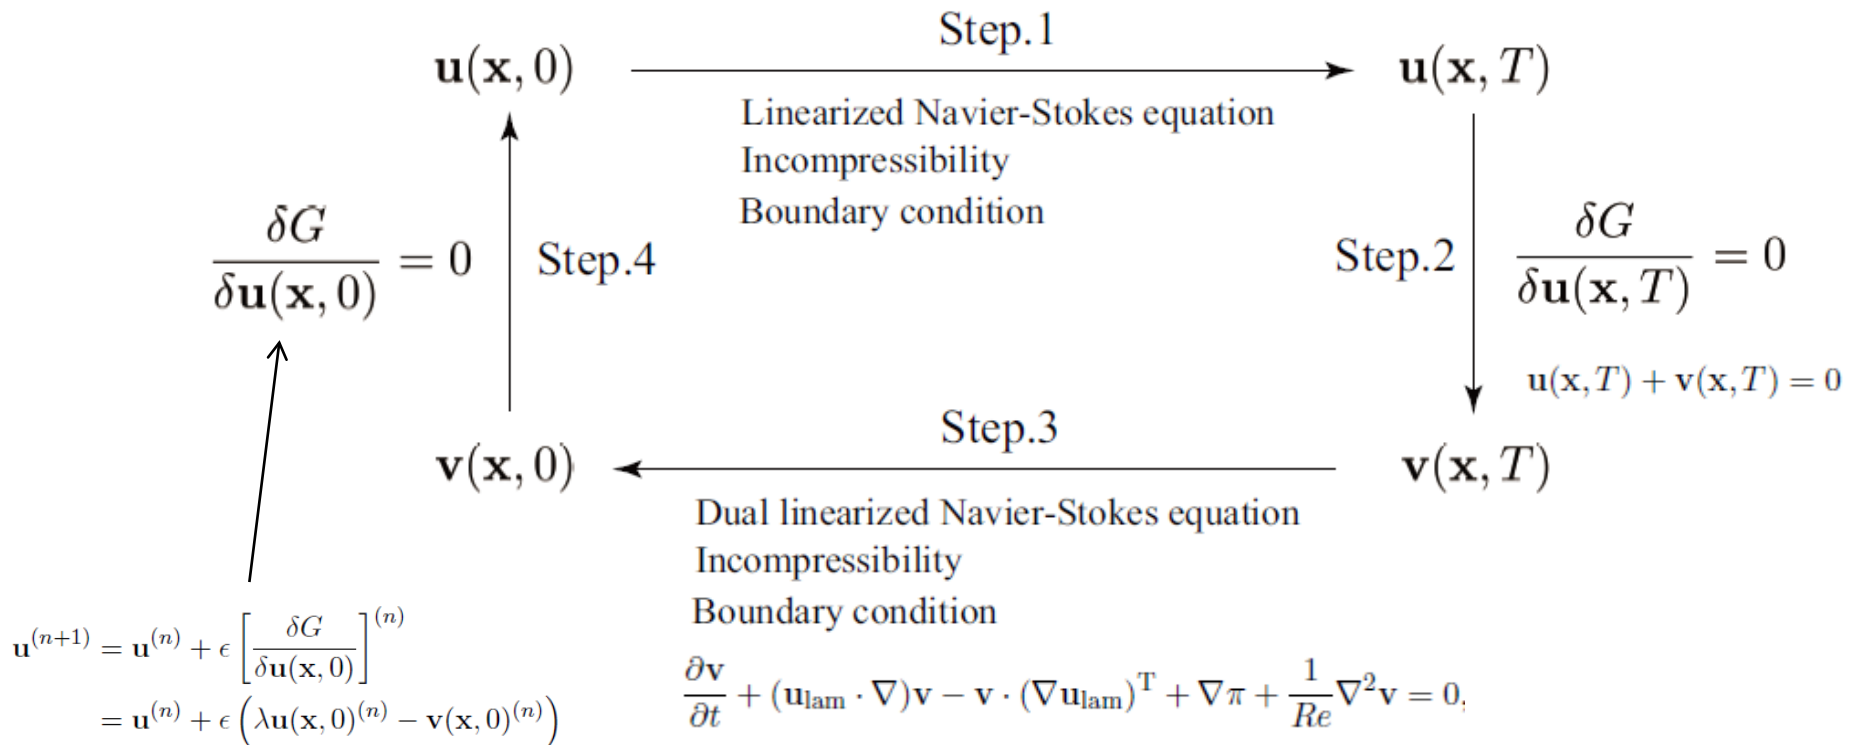 Step.1
u(x, 0)
u(x, T)
Linearized Navier-Stokes equation
Incompressibility
Boundary condition
δG/δu(x, 0) = 0
Step.4
Step.2
δG/δu(x, T) = 0
u(x, T) + v(x, T) = 0
Step.3
v(x, 0)
v(x, T)
Dual linearized Navier-Stokes equation
Incompressibility
Boundary condition
∂v/∂t + (u_lam · ∇)v − v · (∇u_lam)^T + ∇π + 1/Re ∇²v = 0,
u^(n+1) = u^(n) + ϵ [δG/δu(x, 0)]^(n)
= u^(n) + ϵ (λu(x, 0)^(n) − v(x, 0)^(n))